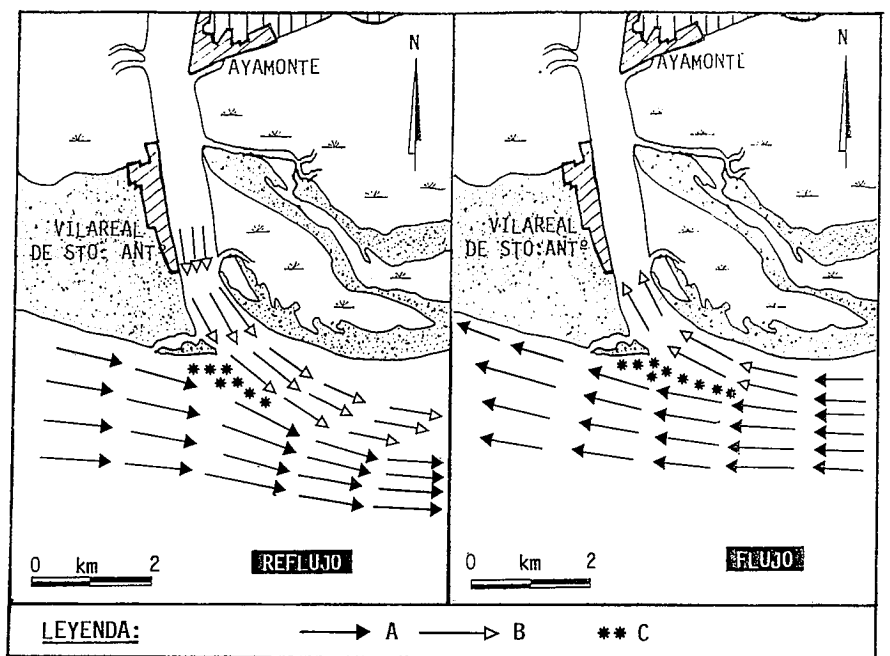 AYAMONTE
N
VILAREAL
DE STO: ANTº
0 km 2
REFLUJO
AYAMONTE
N
VILAREAL
DE STO:ANTº
0 km 2
FLUJO
LEYENDA:
A
B
C